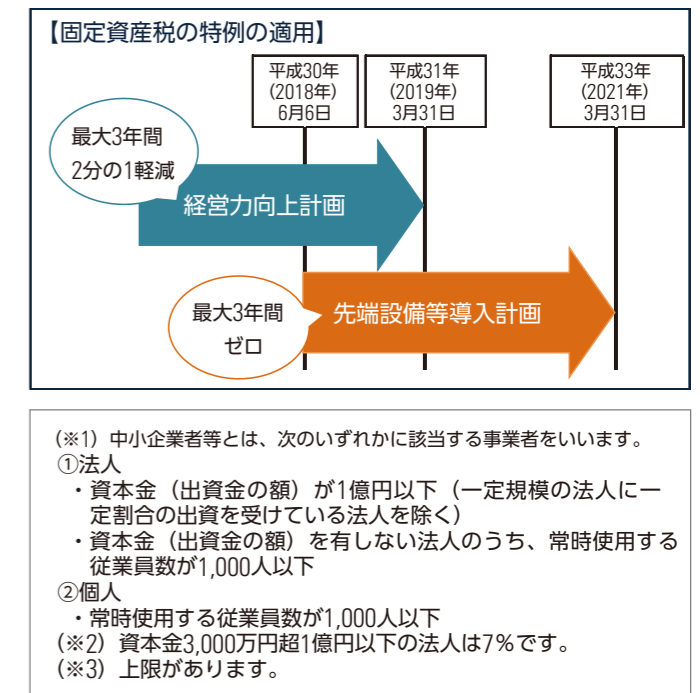 【固定資産税の特例の適用】
平成30年
(2018年)
6月6日
平成31年
(2019年)
3月31日
平成33年
(2021年)
3月31日
最大3年間
2分の1軽減
経営力向上計画
最大3年間
ゼロ
先端設備等導入計画
(※1) 中小企業者等とは、次のいずれかに該当する事業者をいいます。
①法人
・資本金（出資金の額）が1億円以下（一定規模の法人に一
定割合の出資を受けている法人を除く）
・資本金（出資金の額）を有しない法人のうち、常時使用する
従業員数が1,000人以下
②個人
・常時使用する従業員数が1,000人以下
(※2) 資本金3,000万円超1億円以下の法人は7％です。
(※3) 上限があります。